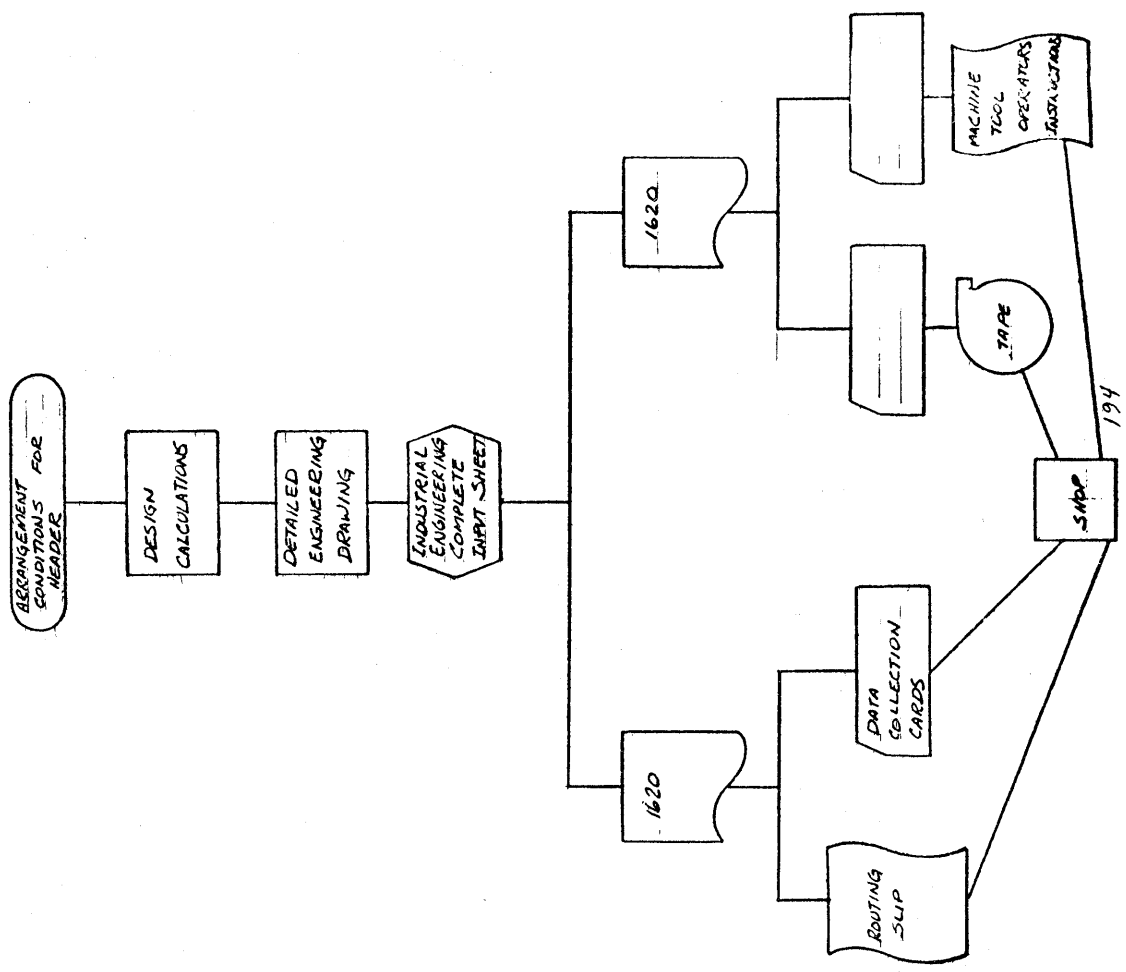 ARRANGEMENT
CONDITIONS FOR
HEADER
DESIGN
CALCULATIONS
DETAILED
ENGINEERING
DRAWING
INDUSTRIAL
ENGINEERING
COMPLETE
INPUT SHEET
1620
1620
ROUTING
SLIP
DATA
COLLECTION
CARDS
TAPE
MACHINE
TOOL
OPERATORS
INSTRUCTIONS
SHOP
194